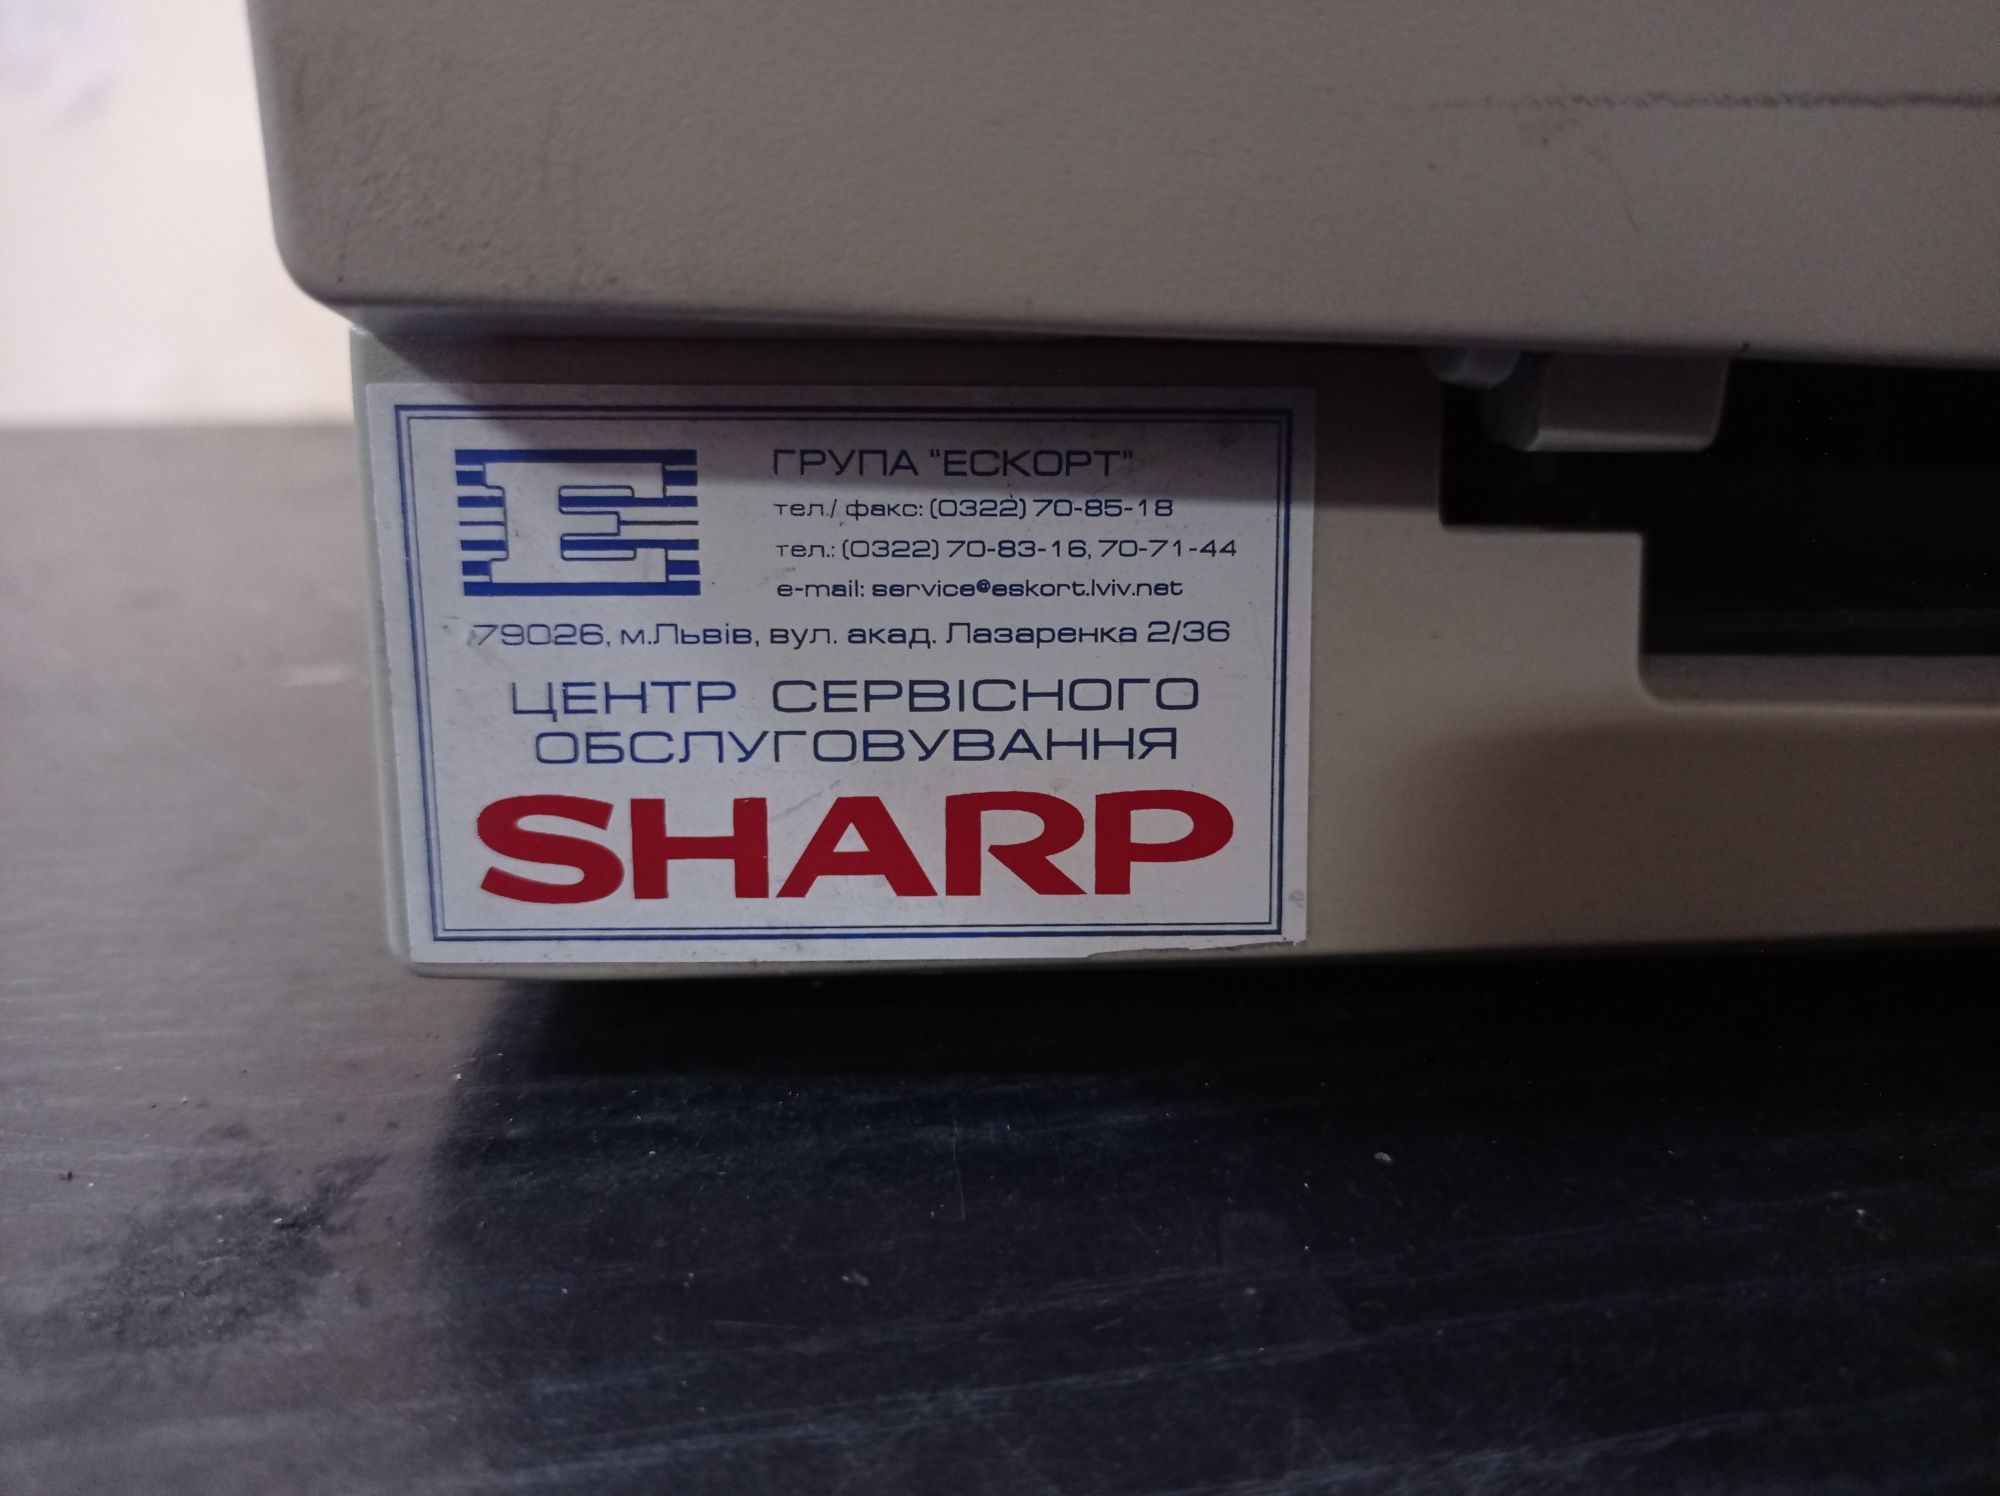 E
ГРУПА "ЕСКОРТ"
тел./ факс: (0322) 70-85-18
тел.: (0322) 70-83-16, 70-71-44
e-mail: service@eskort.lviv.net
79026, м.Львів, вул. акад. Лазаренка 2/36
ЦЕНТР СЕРВІСНОГО
ОБСЛУГОВУВАННЯ
SHARP